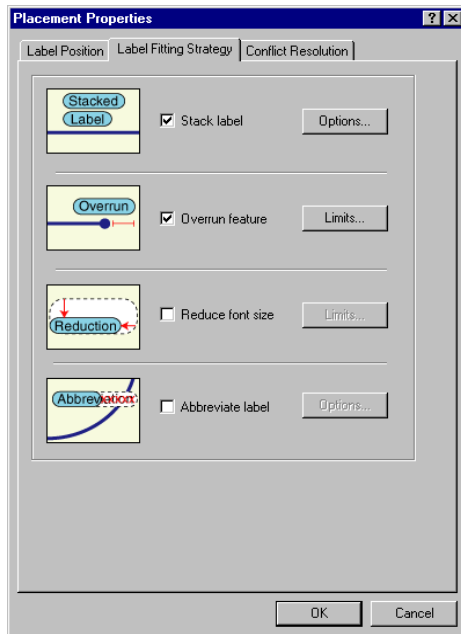 Placement Properties
Label Position
Label Fitting Strategy
Conflict Resolution
Stacked
Label
Stack label
Options...
Overrun
Overrun feature
Limits...
Reduction
Reduce font size
Limits...
Abbreviation
Abbreviate label
Options...
OK
Cancel